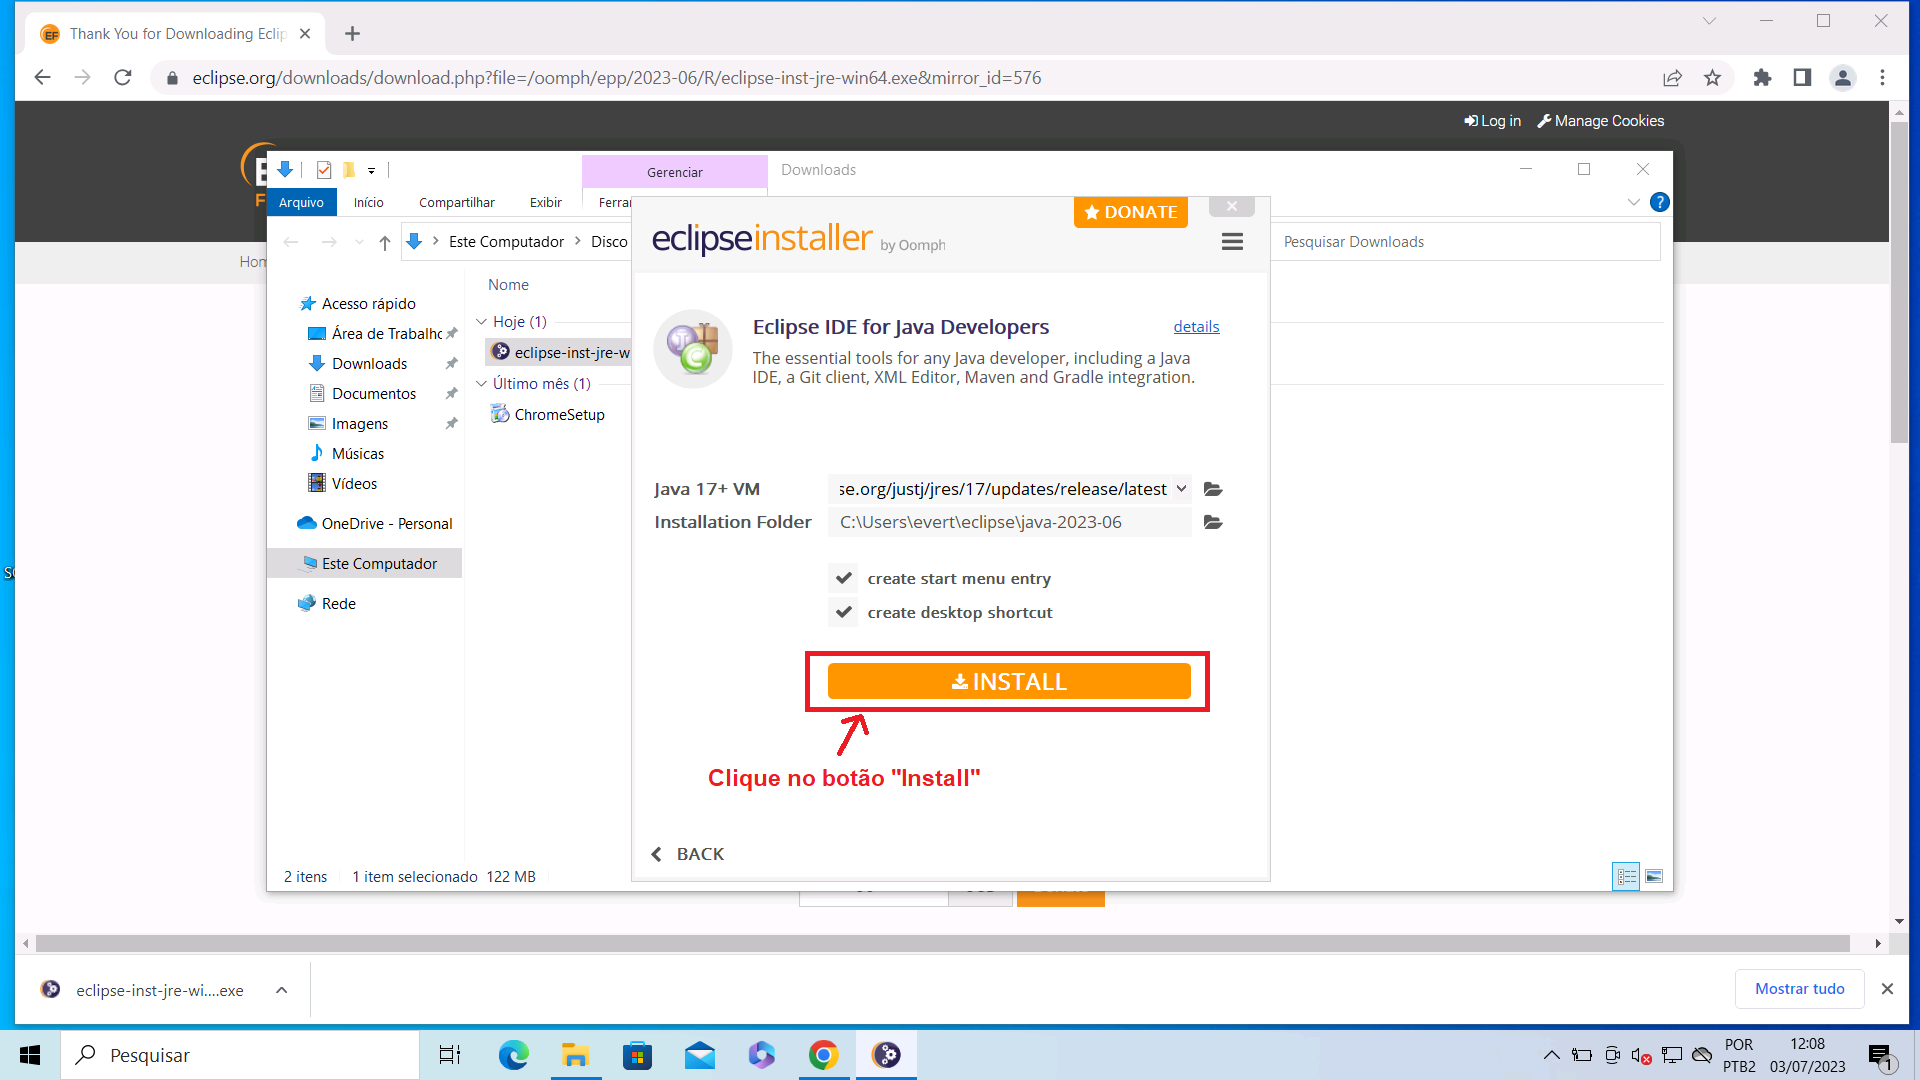 Thank You for Downloading Eclip
eclipse.org/downloads/download.php?file=/oomph/epp/2023-06/R/eclipse-inst-jre-win64.exe&mirror_id=576
Log in
Manage Cookies
Gerenciar
Downloads
Arquivo
Início
Compartilhar
Exibir
Ferra
DONATE
eclipseinstaller by Oomph
Este Computador
Disco
Pesquisar Downloads
Hom
Nome
Acesso rápido
Área de Trabalho
Downloads
Documentos
Imagens
Músicas
Vídeos
OneDrive - Personal
Este Computador
Rede
Hoje (1)
eclipse-inst-jre-w
Último mês (1)
ChromeSetup
Eclipse IDE for Java Developers
details
The essential tools for any Java developer, including a Java
IDE, a Git client, XML Editor, Maven and Gradle integration.
Java 17+ VM
se.org/justj/jres/17/updates/release/latest
Installation Folder
C:\Users\evert\eclipse\java-2023-06
create start menu entry
create desktop shortcut
INSTALL
Clique no botão "Install"
BACK
2 itens
1 item selecionado 122 MB
eclipse-inst-jre-wi....exe
Mostrar tudo
Pesquisar
POR
PTB2
12:08
03/07/2023
1